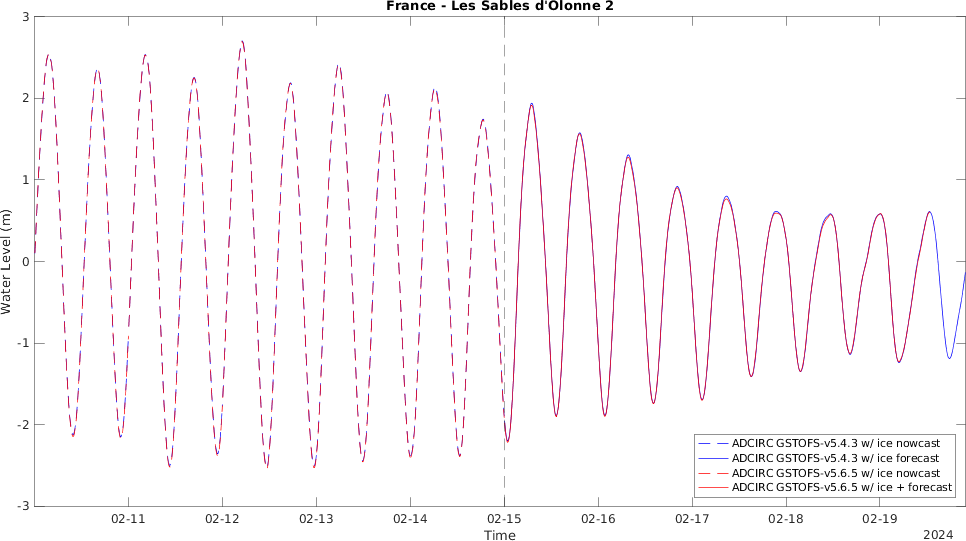 France - Les Sables d'Olonne 2
3
2
1
0
-1
-2
-3
Water Level (m)
02-11 02-12 02-13 02-14 02-15 02-16 02-17 02-18 02-19
Time
2024
ADCIRC GSTOFS-v5.4.3 w/ ice nowcast
ADCIRC GSTOFS-v5.4.3 w/ ice forecast
ADCIRC GSTOFS-v5.6.5 w/ ice nowcast
ADCIRC GSTOFS-v5.6.5 w/ ice + forecast